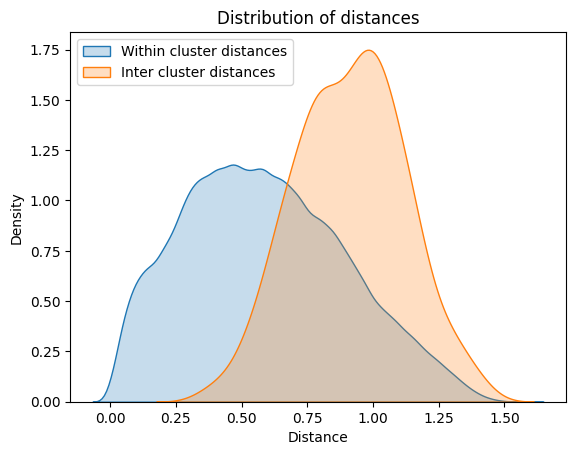 Distribution of distances
Within cluster distances
Inter cluster distances
Density
1.75
1.50
1.25
1.00
0.75
0.50
0.25
0.00
0.00 0.25 0.50 0.75 1.00 1.25 1.50
Distance